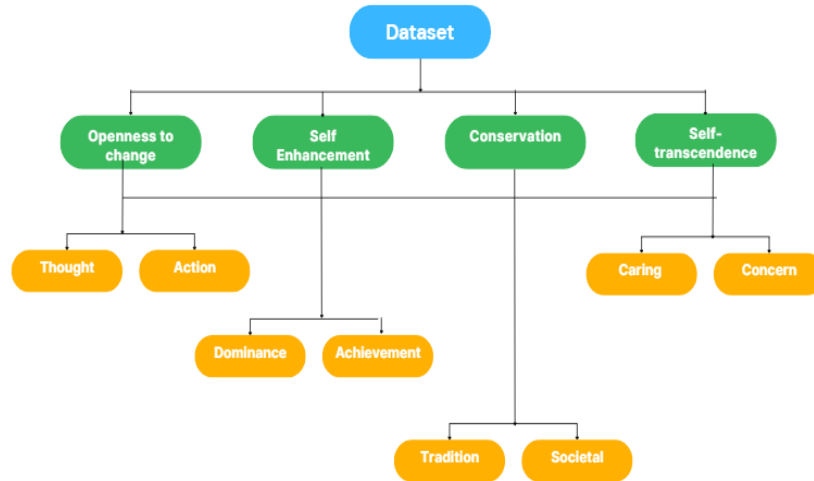 Dataset
Openness to
change
Self
Enhancement
Conservation
Self-
transcendence
Thought
Action
Caring
Concern
Dominance
Achievement
Tradition
Societal